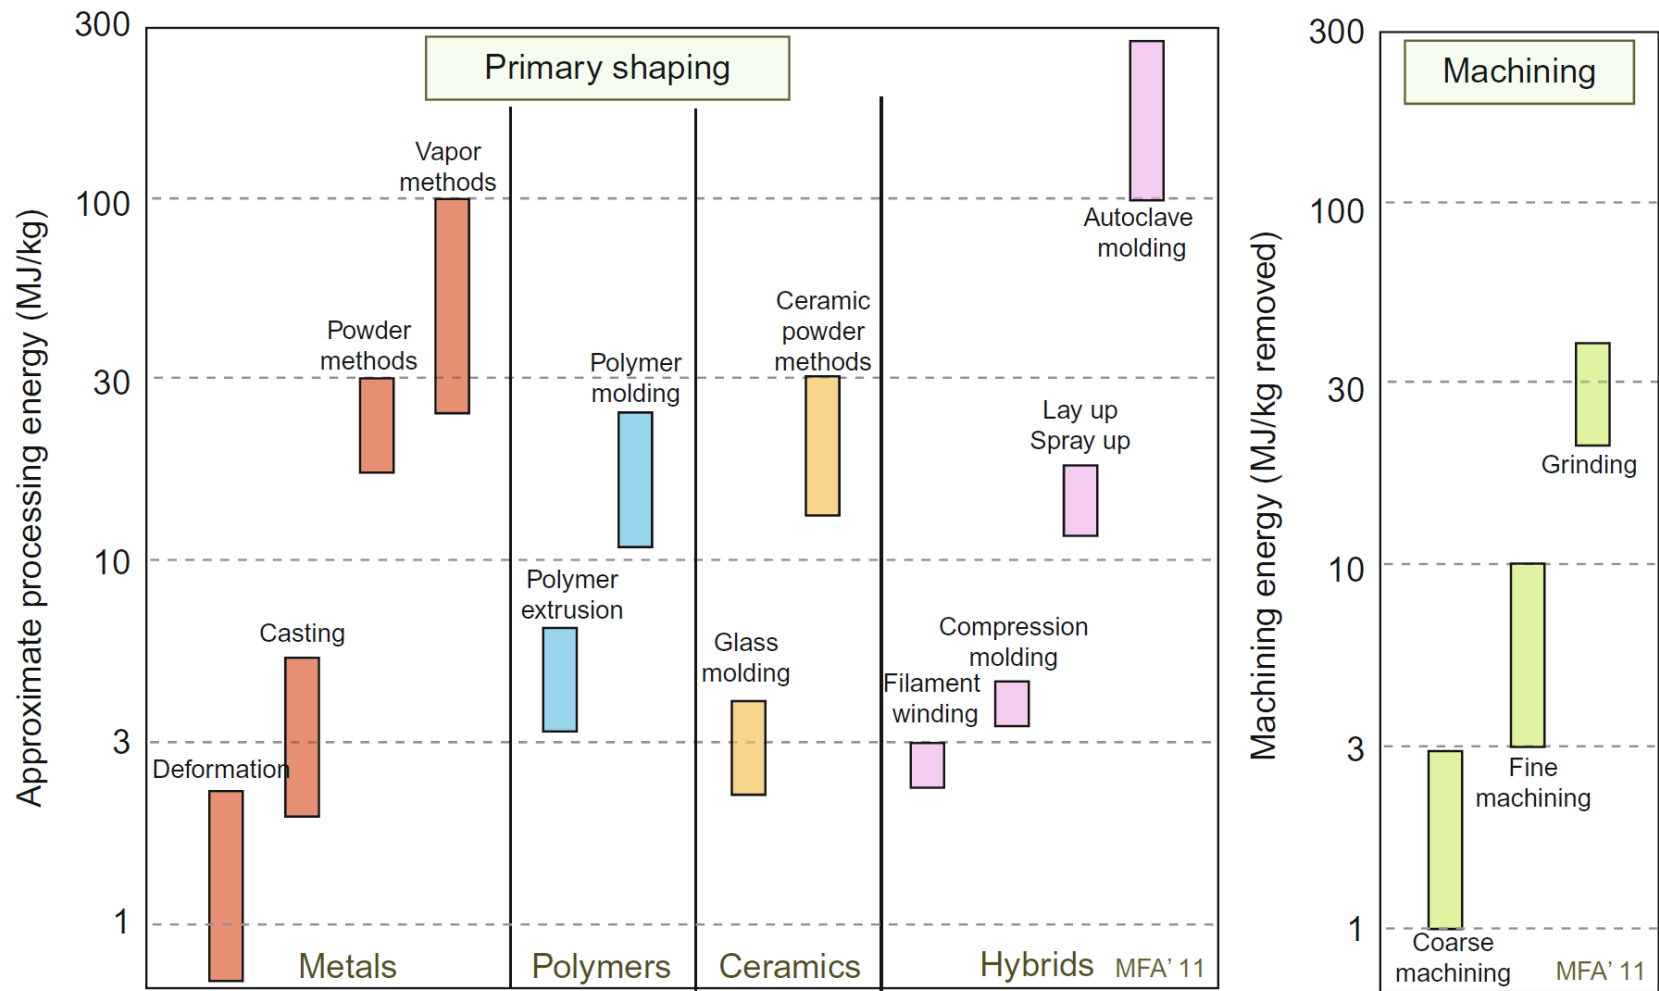 Approximate processing energy (MJ/kg)
300
100
30
10
3
1
Primary shaping
Vapor
methods
Powder
methods
Casting
Deformation
Metals
Polymer
molding
Polymer
extrusion
Polymers
Ceramic
powder
methods
Glass
molding
Ceramics
Autoclave
molding
Lay up
Spray up
Compression
molding
Filament
winding
Hybrids
MFA' 11
Machining energy (MJ/kg removed)
300
100
30
10
3
1
Machining
Grinding
Fine
machining
Coarse
machining
MFA' 11